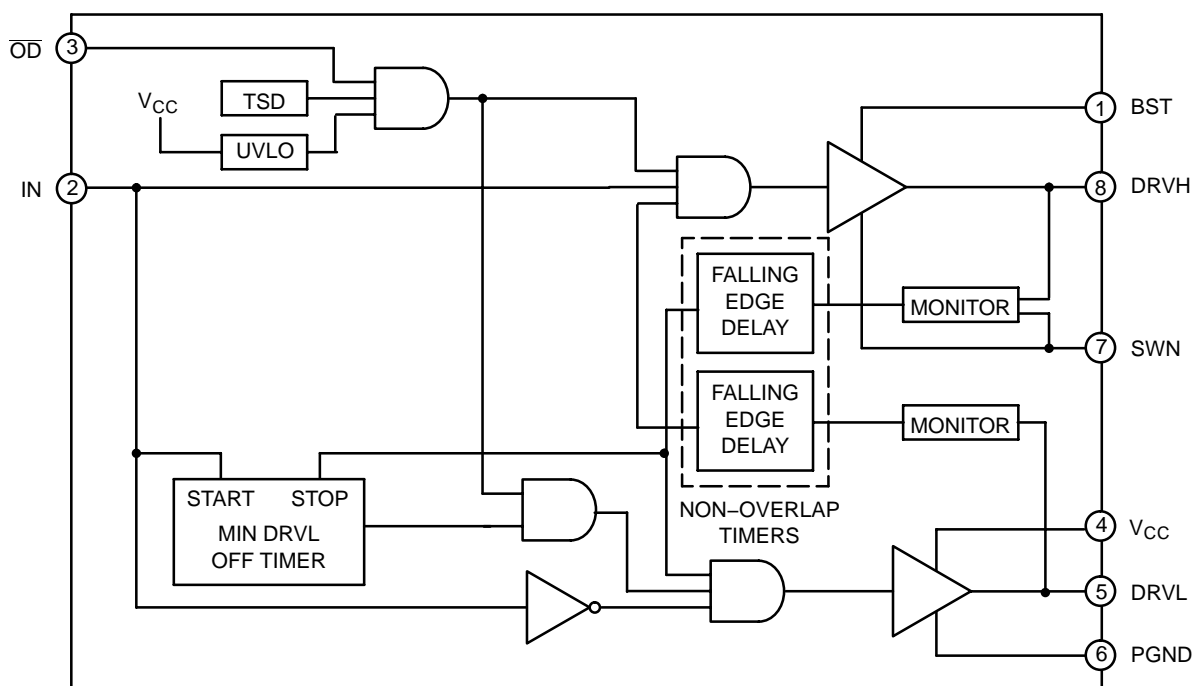 OD
3
TSD
VCC
UVLO
IN
2
BST
1
DRVH
8
FALLING
EDGE
DELAY
MONITOR
SWN
7
FALLING
EDGE
DELAY
MONITOR
START
STOP
MIN DRVL
OFF TIMER
NON−OVERLAP
TIMERS
4
VCC
5
DRVL
6
PGND